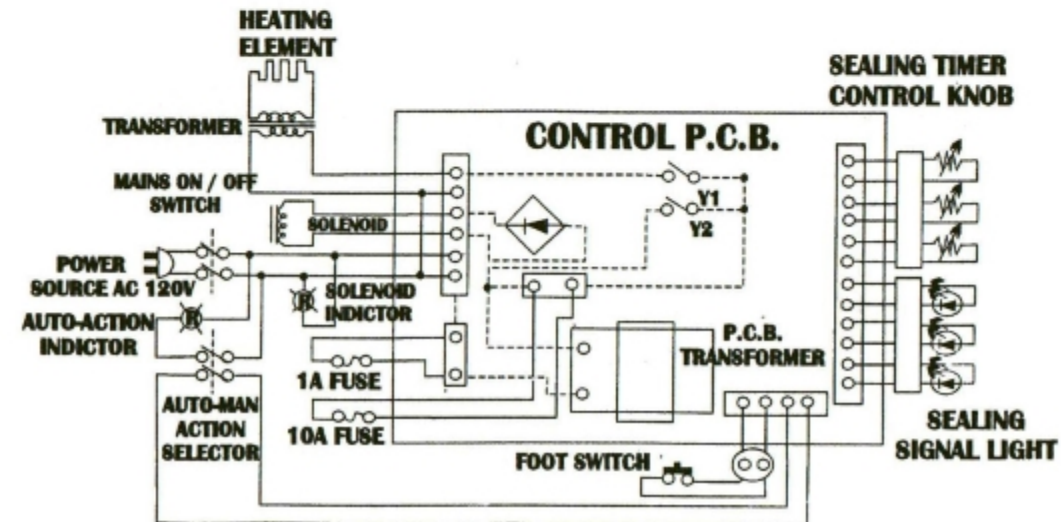 HEATING
ELEMENT
SEALING TIMER
CONTROL KNOB
TRANSFORMER
CONTROL P.C.B.
MAINS ON / OFF
SWITCH
SOLENOID
Y1
Y2
POWER
SOURCE AC 120V
SOLENOID
INDICTOR
AUTO-ACTION
INDICTOR
R
R
P.C.B.
TRANSFORMER
1A FUSE
10A FUSE
AUTO-MAN
ACTION
SELECTOR
FOOT SWITCH
SEALING
SIGNAL LIGHT